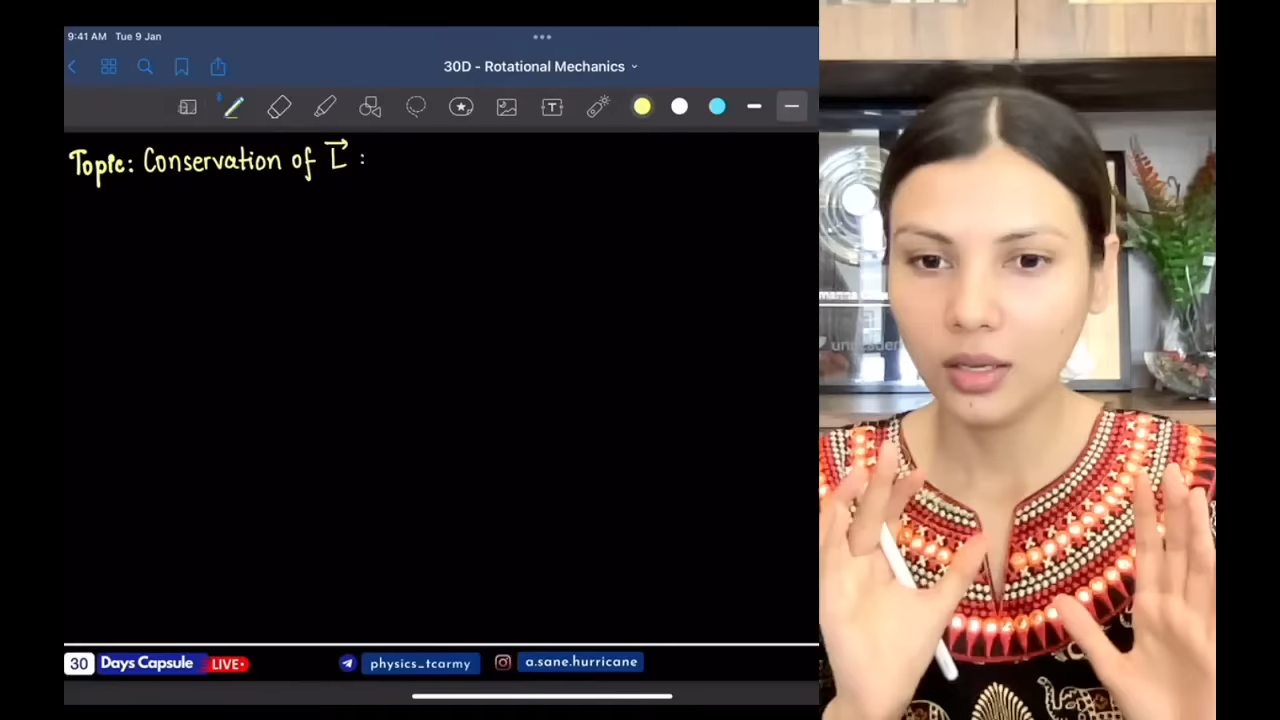 9:41 AM Tue 9 Jan
30D - Rotational Mechanics
Topic: Conservation of L⃗ :
30 Days Capsule LIVE
physics_tcarmy
a.sane.hurricane